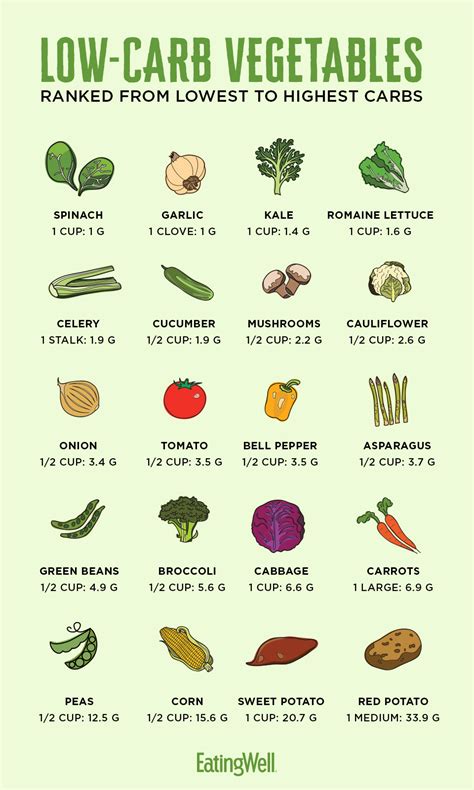 LOW-CARB VEGETABLES
RANKED FROM LOWEST TO HIGHEST CARBS
SPINACH
1 CUP: 1 G
GARLIC
1 CLOVE: 1 G
KALE
1 CUP: 1.4 G
ROMAINE LETTUCE
1 CUP: 1.6 G
CELERY
1 STALK: 1.9 G
CUCUMBER
1/2 CUP: 1.9 G
MUSHROOMS
1/2 CUP: 2.2 G
CAULIFLOWER
1/2 CUP: 2.6 G
ONION
1/2 CUP: 3.4 G
TOMATO
1/2 CUP: 3.5 G
BELL PEPPER
1/2 CUP: 3.5 G
ASPARAGUS
1/2 CUP: 3.7 G
GREEN BEANS
1/2 CUP: 4.9 G
BROCCOLI
1/2 CUP: 5.6 G
CABBAGE
1 CUP: 6.6 G
CARROTS
1 LARGE: 6.9 G
PEAS
1/2 CUP: 12.5 G
CORN
1/2 CUP: 15.6 G
SWEET POTATO
1 CUP: 20.7 G
RED POTATO
1 MEDIUM: 33.9 G
EatingWell